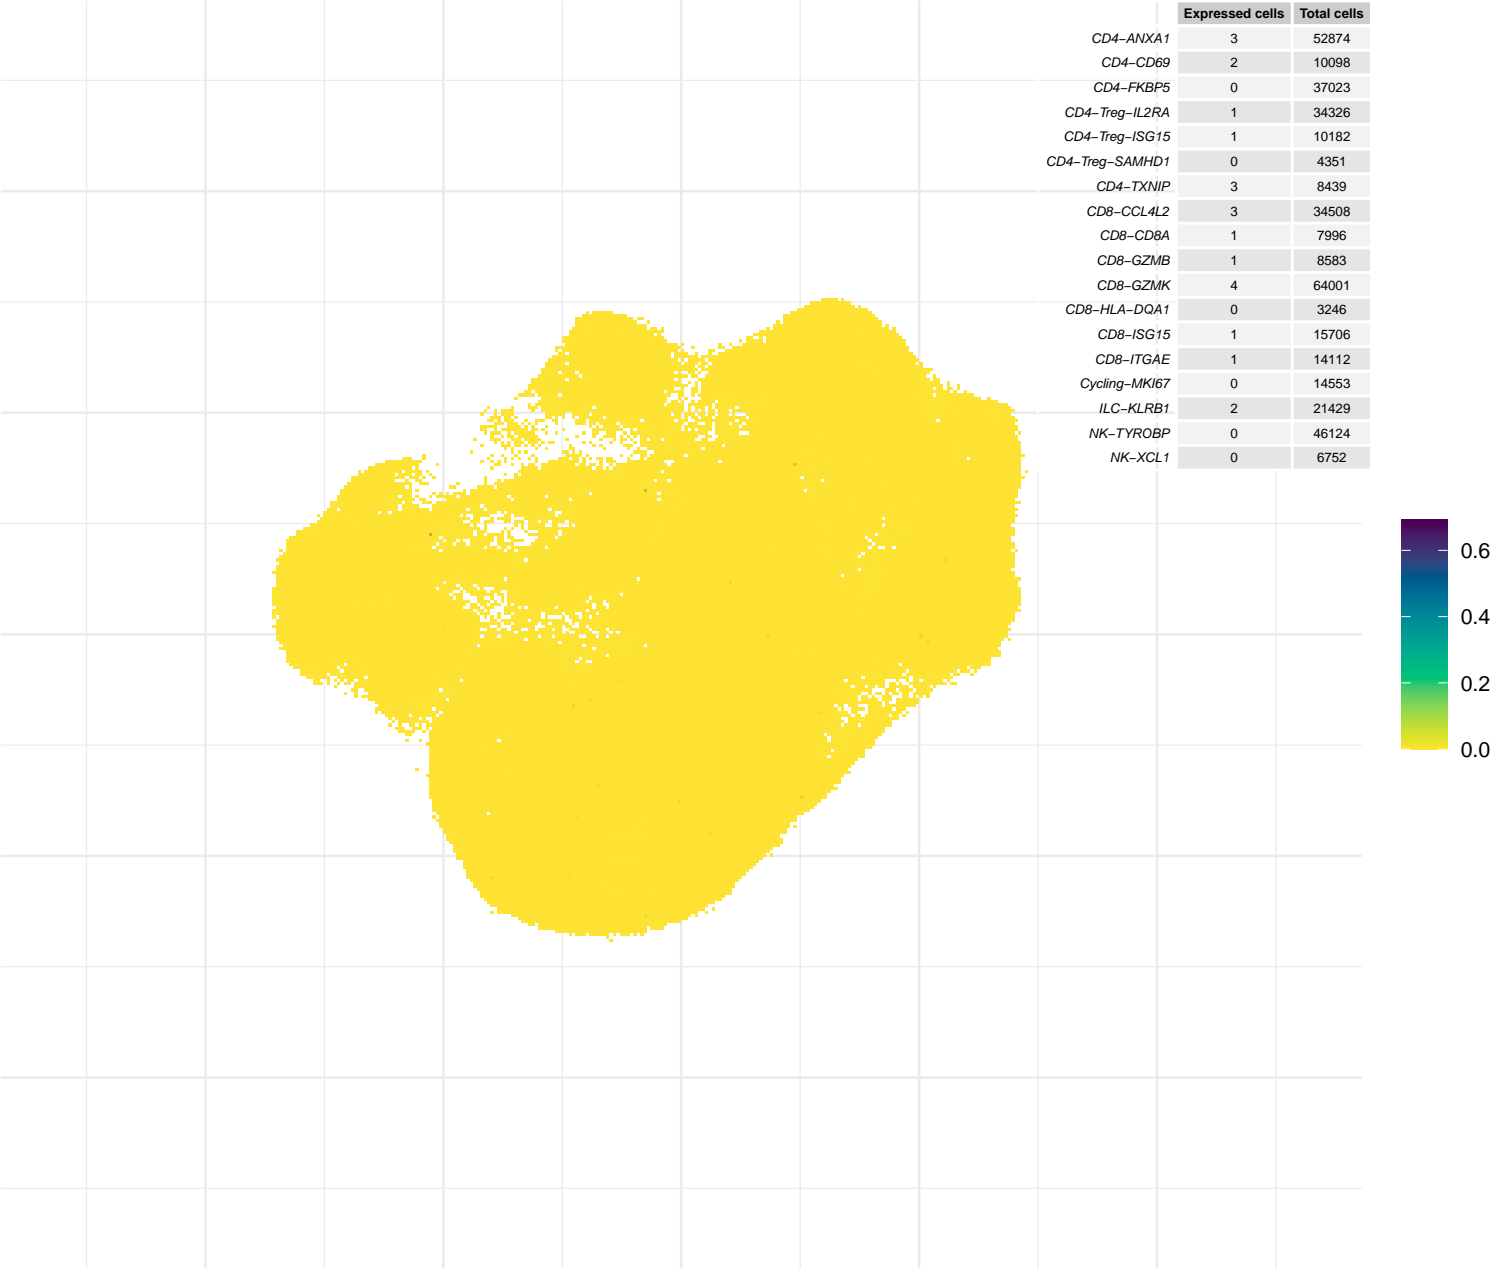 Expressed cells Total cells
CD4−ANXA1 3 52874
CD4−CD69 2 10098
CD4−FKBP5 0 37023
CD4−Treg−IL2RA 1 34326
CD4−Treg−ISG15 1 10182
CD4−Treg−SAMHD1 0 4351
CD4−TXNIP 3 8439
CD8−CCL4L2 3 34508
CD8−CD8A 1 7996
CD8−GZMB 1 8583
CD8−GZMK 4 64001
CD8−HLA−DQA1 0 3246
CD8−ISG15 1 15706
CD8−ITGAE 1 14112
Cycling−MKI67 0 14553
ILC−KLRB1 2 21429
NK−TYROBP 0 46124
NK−XCL1 0 6752
0.6
0.4
0.2
0.0